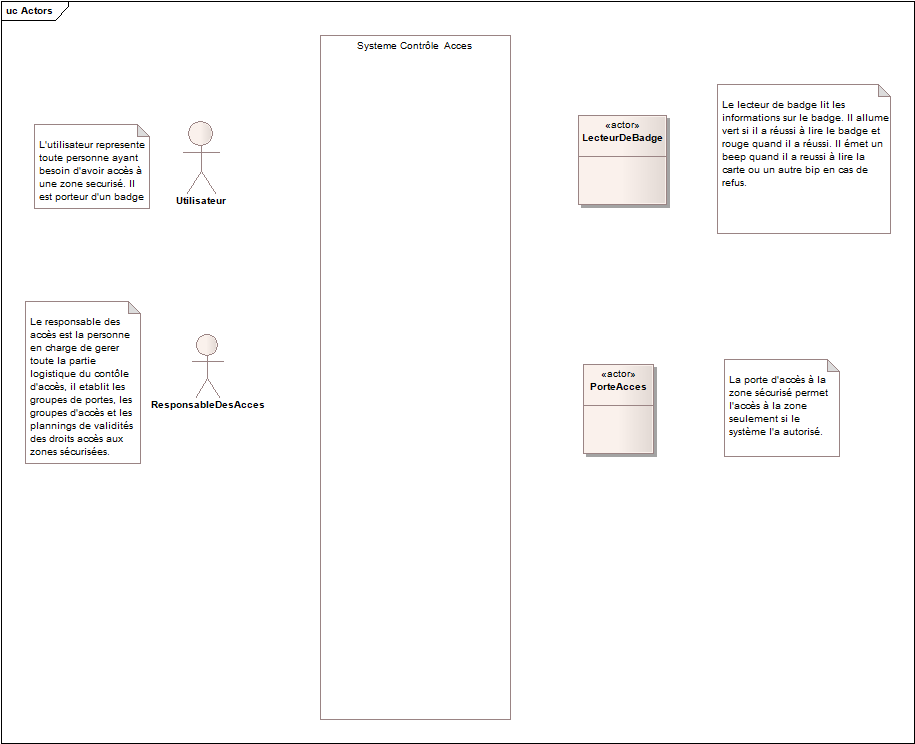 uc Actors
Systeme Contrôle Acces
L'utilisateur represente
toute personne ayant
besoin d'avoir accès à
une zone securisé. Il
est porteur d'un badge
Utilisateur
«actor»
LecteurDeBadge
Le lecteur de badge lit les
informations sur le badge. Il allume
vert si il a réussi à lire le badge et
rouge quand il a réussi. Il émet un
beep quand il a reussi à lire la
carte ou un autre bip en cas de
refus.
Le responsable des
accès est la personne
en charge de gerer
toute la partie
logistique du contôle
d'accès, il etablit les
groupes de portes, les
groupes d'accès et les
plannings de validités
des droits accès aux
zones sécurisées.
ResponsableDesAcces
«actor»
PorteAcces
La porte d'accès à la
zone sécurisé permet
l'accès à la zone
seulement si le
système l'a autorisé.